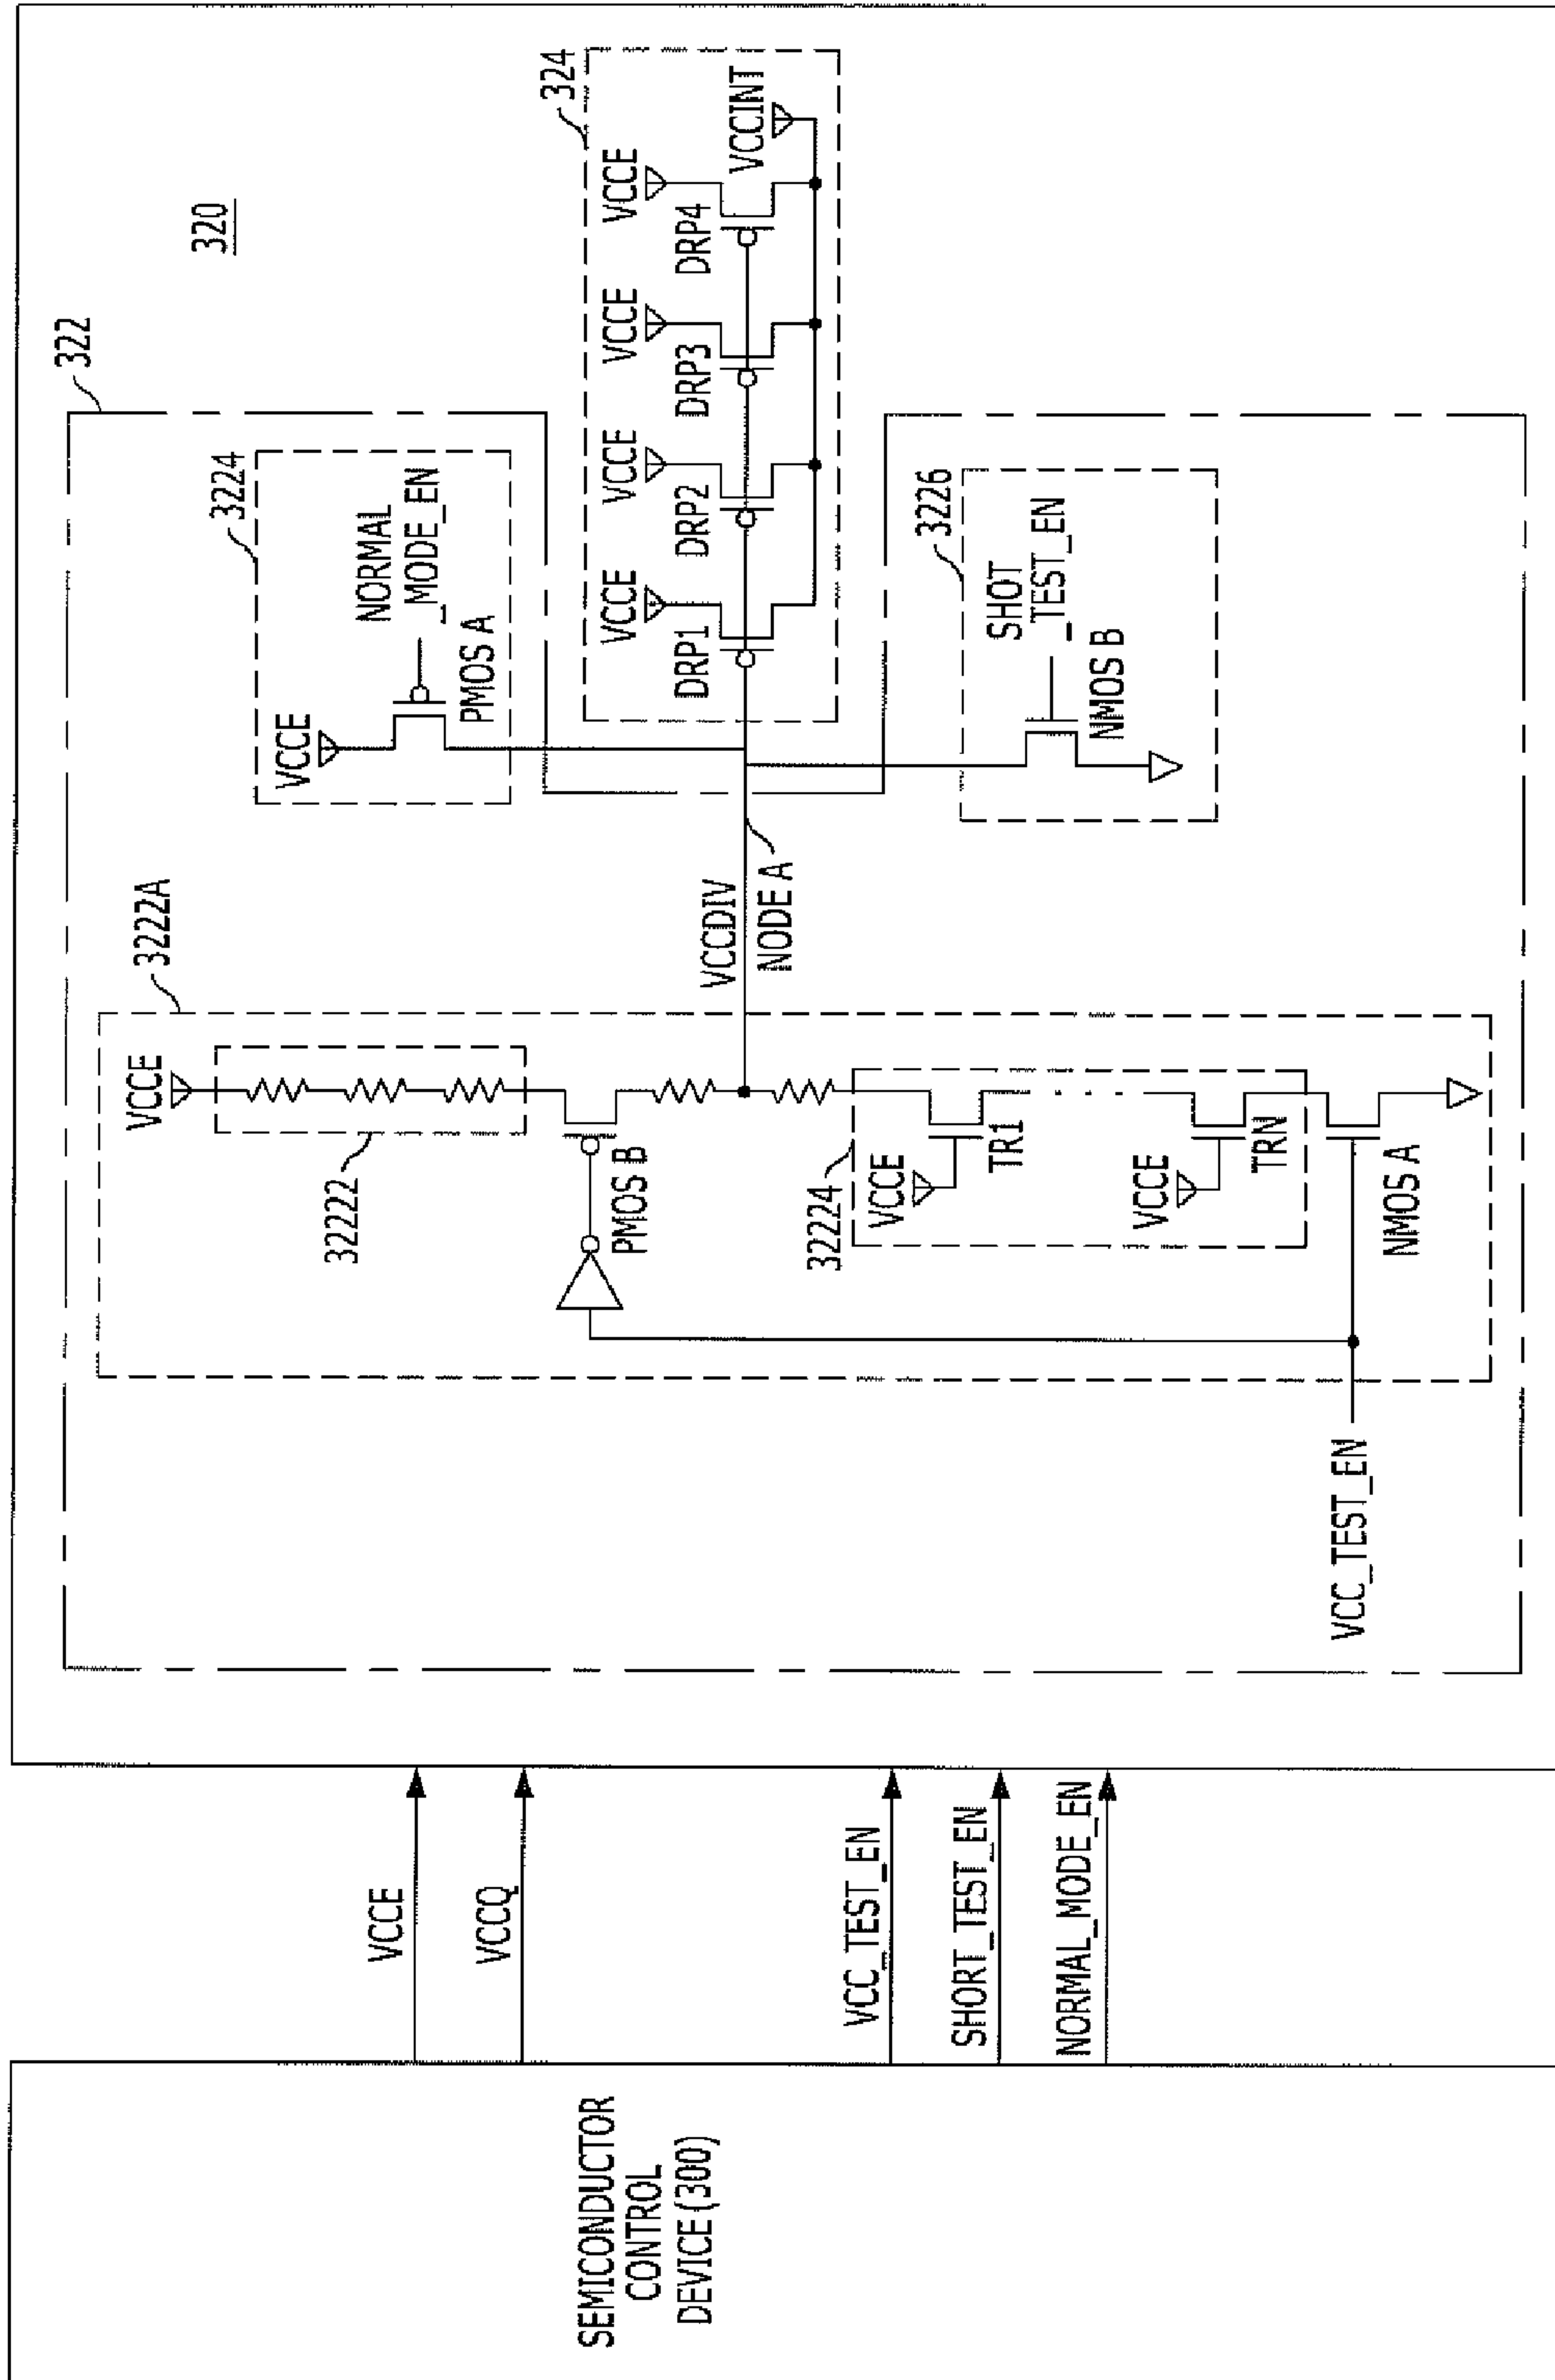 SEMICONDUCTOR
CONTROL
DEVICE (300)
VCCE
VCCQ
VCC_TEST_EN
SHORT_TEST_EN
NORMAL_MODE_EN
320
322
3222A
VCCE
32222
PMOS B
32224
VCCE
TR1
VCCE
TRN
NMOS A
VCC_TEST_EN
VCCDIV
NODE A
3224
VCCE
NORMAL
_MODE_EN
PMOS A
324
VCCE
VCCE
VCCE
VCCE
DRP1
DRP2
DRP3
DRP4
VCCINT
3226
SHOT
_TEST_EN
NMOS B